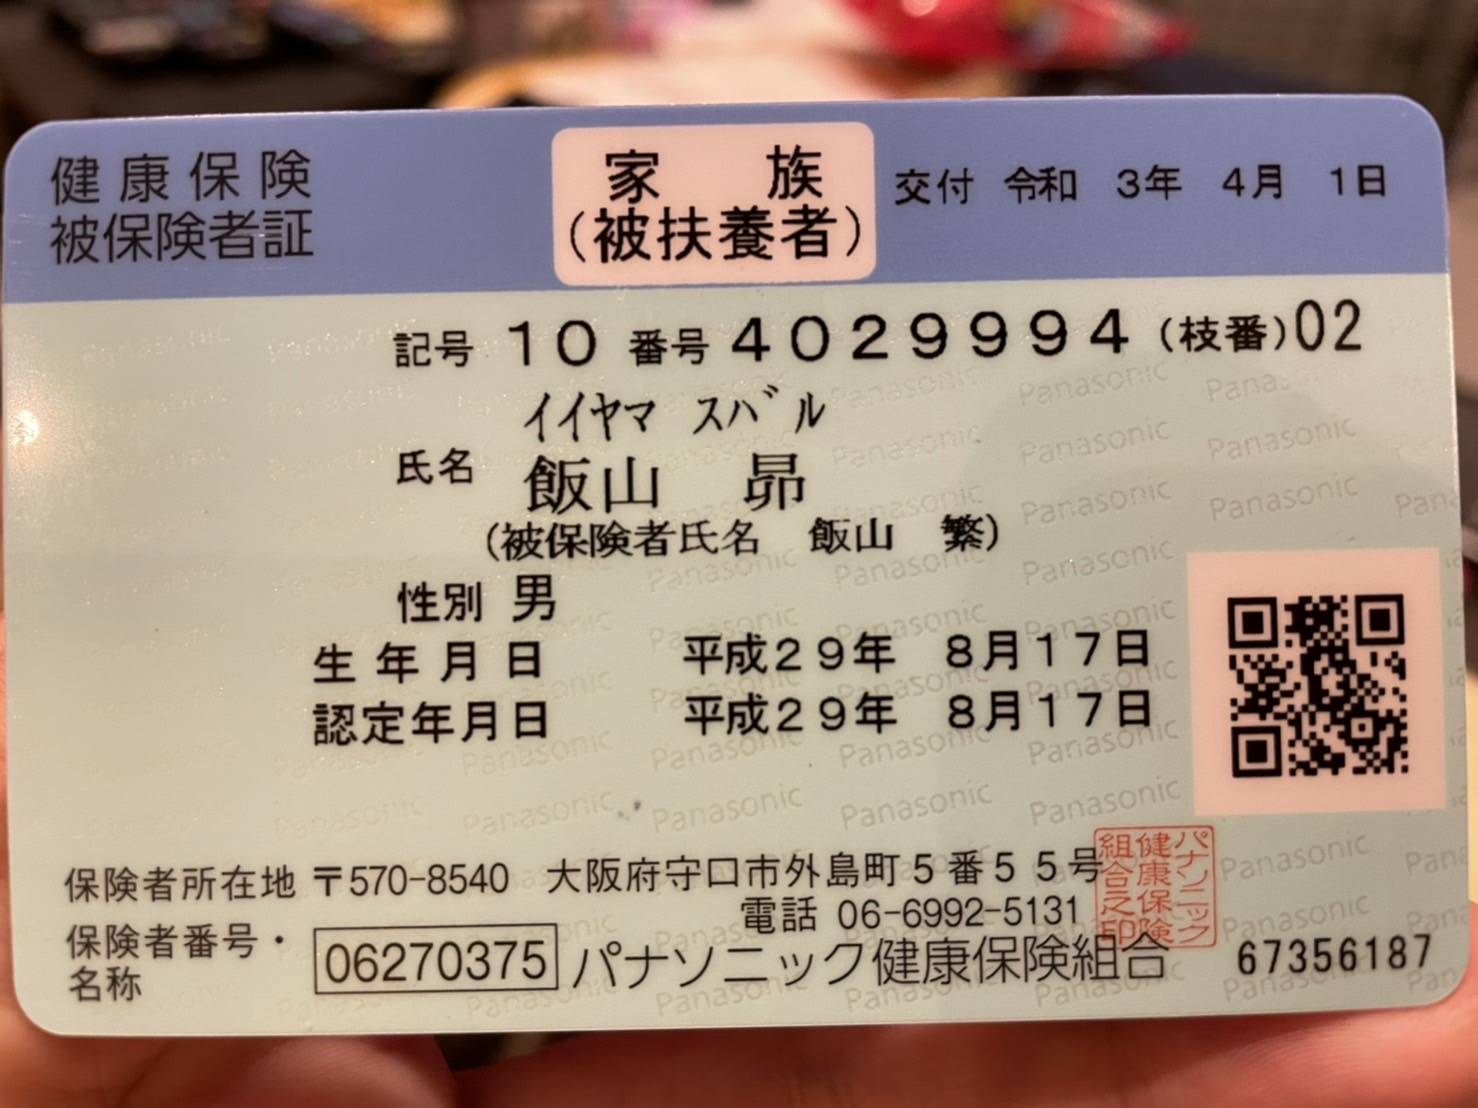 健康保険
被保険者証
家族
(被扶養者)
交付 令和 3年 4月 1日
記号 10 番号 4029994 (枝番)02
イイヤマ スバル
氏名 飯山 昴
(被保険者氏名 飯山 繁)
性別 男
生年月日 平成29年 8月17日
認定年月日 平成29年 8月17日
保険者所在地 〒570-8540 大阪府守口市外島町5番55号
電話 06-6992-5131
保険者番号・名称 06270375 パナソニック健康保険組合 67356187
パナソニック健康保険組合之印
Panasonic